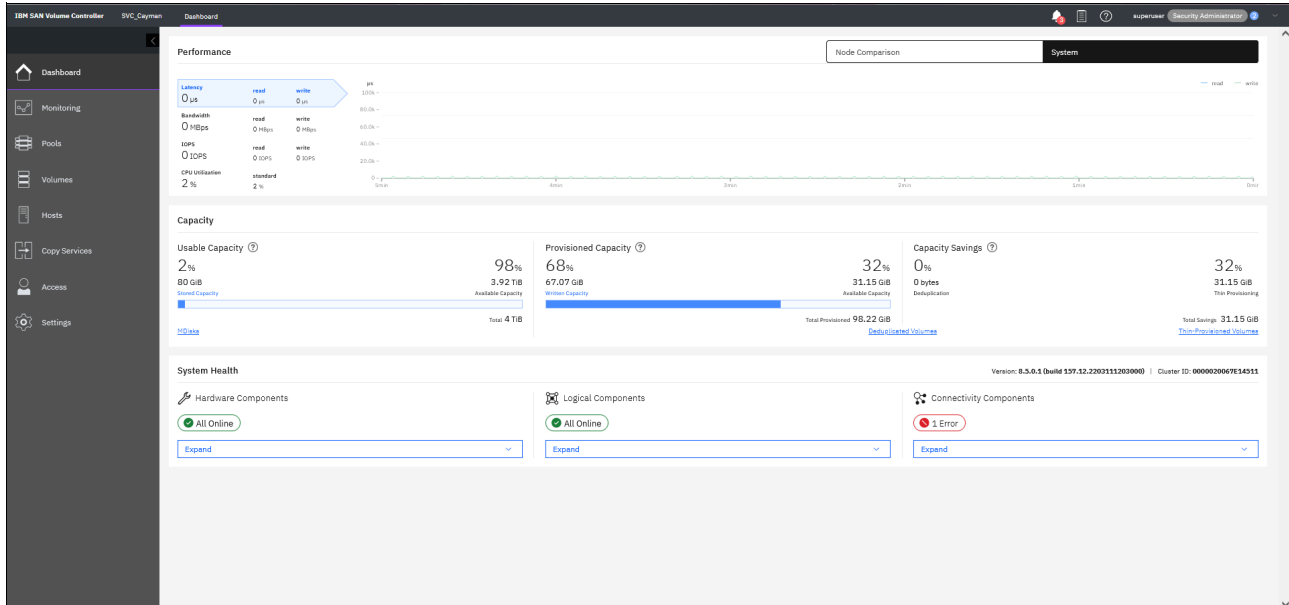 IBM SAN Volume Controller SVC_Cayman Dashboard 3 superuser Security Administrator 2
Dashboard
Monitoring
Pools
Volumes
Hosts
Copy Services
Access
Settings
Performance Node Comparison System
Latency read write
0 µs 0 µs 0 µs
Bandwidth read write
0 MBps 0 MBps 0 MBps
IOPS read write
0 IOPS 0 IOPS 0 IOPS
CPU Utilization standard
2 % 2 %
µs read write
100k
80.0k
60.0k
40.0k
20.0k
0
5min 4min 3min 2min 1min 0min
Capacity
Usable Capacity
2% 98%
80 GiB 3.92 TiB
Stored Capacity Available Capacity
Total 4 TiB
MDisks
Provisioned Capacity
68% 32%
67.07 GiB 31.15 GiB
Written Capacity Available Capacity
Total Provisioned 98.22 GiB
Capacity Savings
0% 32%
0 bytes 31.15 GiB
Deduplication Thin Provisioning
Total Savings 31.15 GiB
Deduplicated Volumes Thin-Provisioned Volumes
System Health Version: 8.5.0.1 (build 157.12.2203111203000) | Cluster ID: 0000020067E14511
Hardware Components
All Online
Expand
Logical Components
All Online
Expand
Connectivity Components
1 Error
Expand